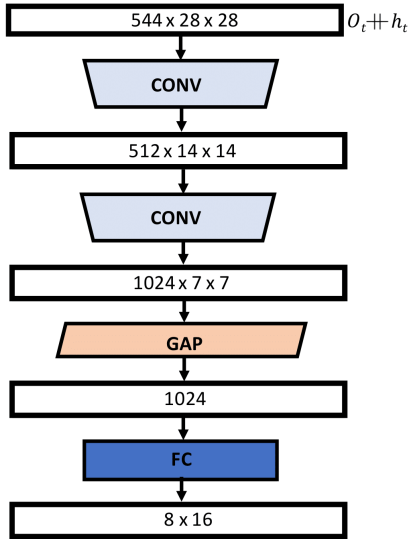 544 x 28 x 28 O_t ⧺ h_t
CONV
512 x 14 x 14
CONV
1024 x 7 x 7
GAP
1024
FC
8 x 16